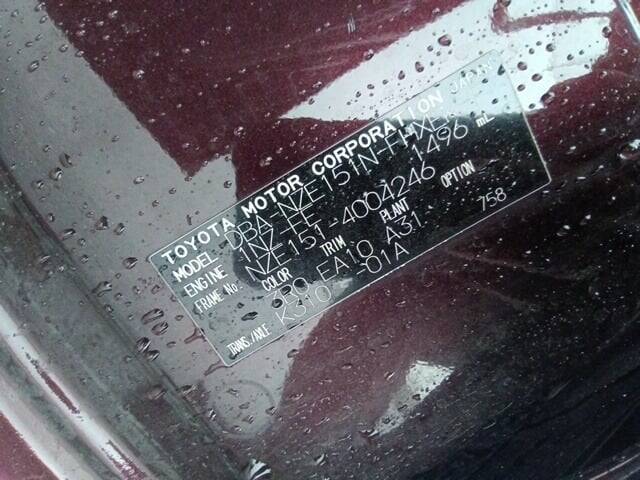 TOYOTA MOTOR CORPORATION JAPAN
MODEL DBA-NZE151N-FHXEK
ENGINE 1NZ-FE 1496 mL
FRAME No. NZE151-4004246
COLOR TRIM PLANT OPTION
EA10 A31 758
TRANS./AXLE K310 -01A